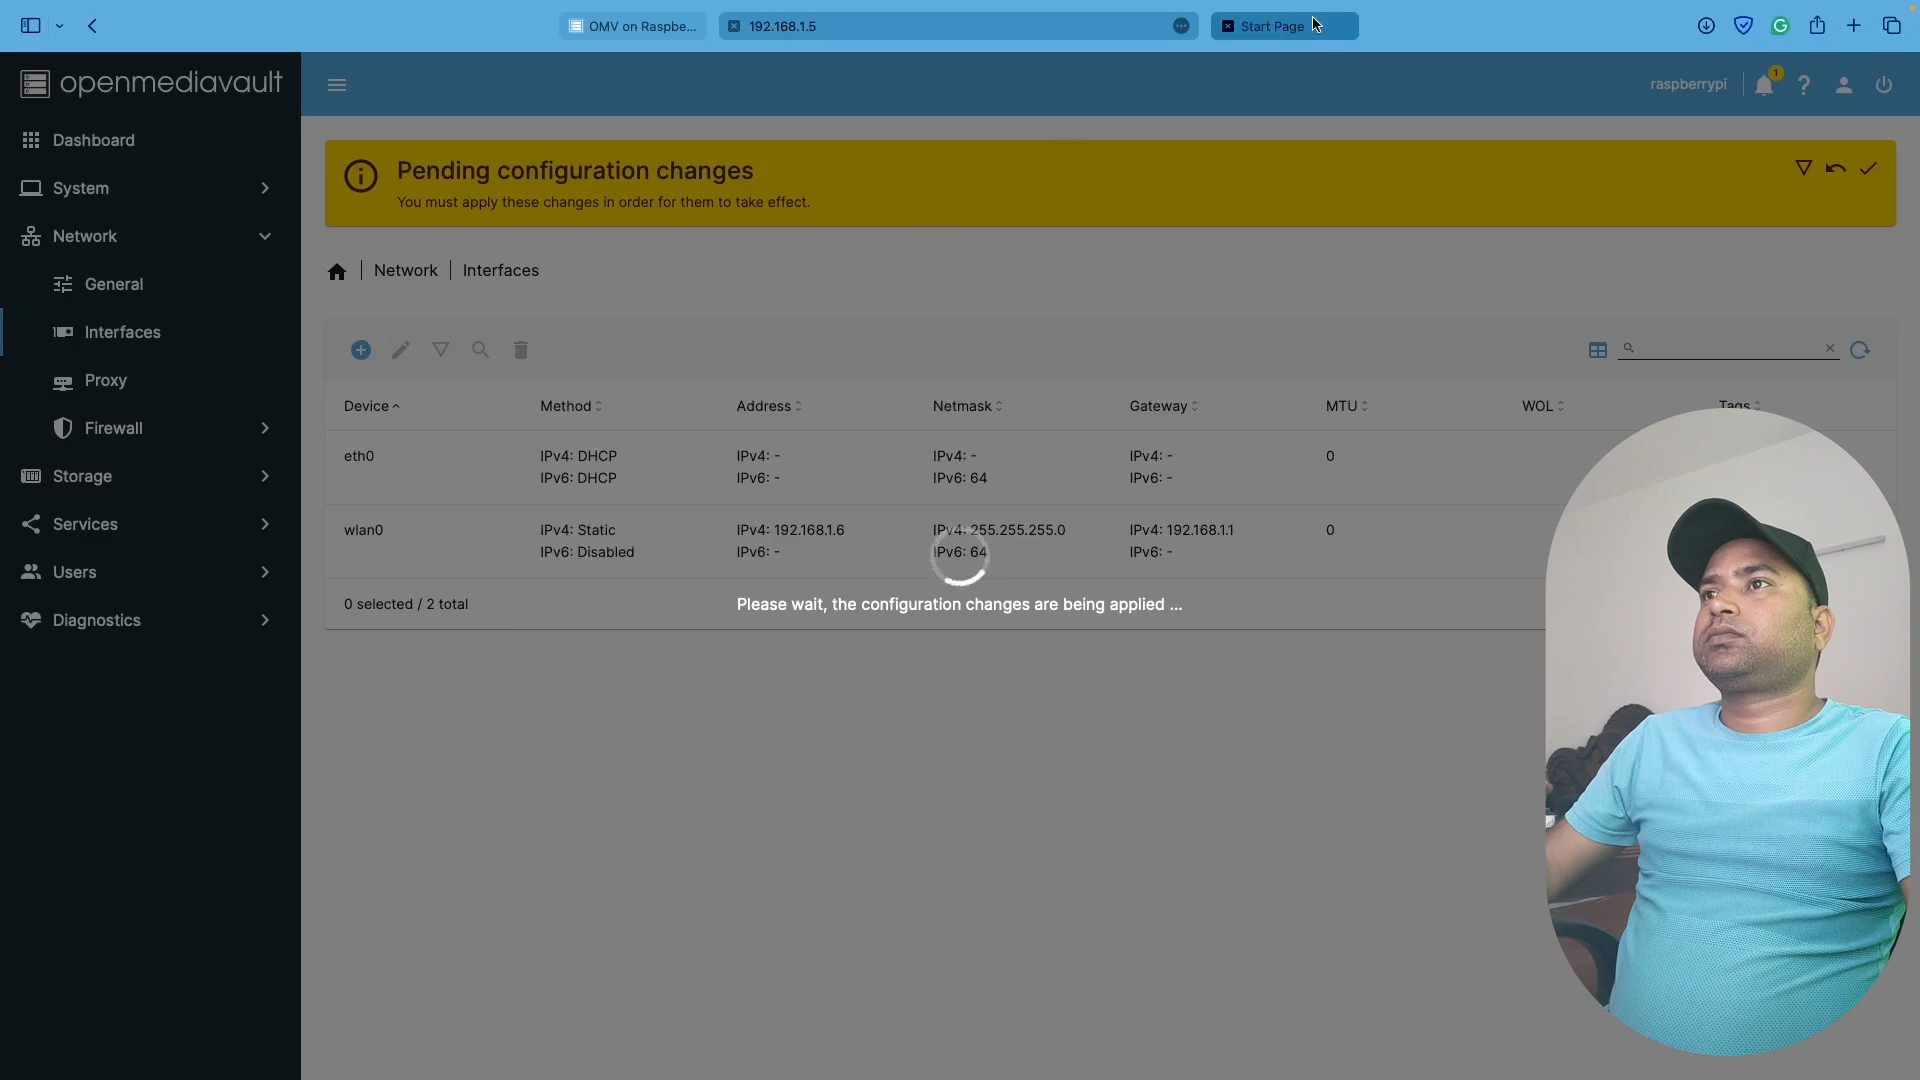 OMV on Raspbe...
192.168.1.5
Start Page
openmediavault
raspberrypi
1
Dashboard
System
Network
General
Interfaces
Proxy
Firewall
Storage
Services
Users
Diagnostics
Pending configuration changes
You must apply these changes in order for them to take effect.
Network
Interfaces
Device Method Address Netmask Gateway MTU WOL Tags
eth0 IPv4: DHCP IPv4: - IPv4: - IPv4: - 0
IPv6: DHCP IPv6: - IPv6: 64 IPv6: -
wlan0 IPv4: Static IPv4: 192.168.1.6 IPv4: 255.255.255.0 IPv4: 192.168.1.1 0
IPv6: Disabled IPv6: - IPv6: 64 IPv6: -
0 selected / 2 total
Please wait, the configuration changes are being applied ...